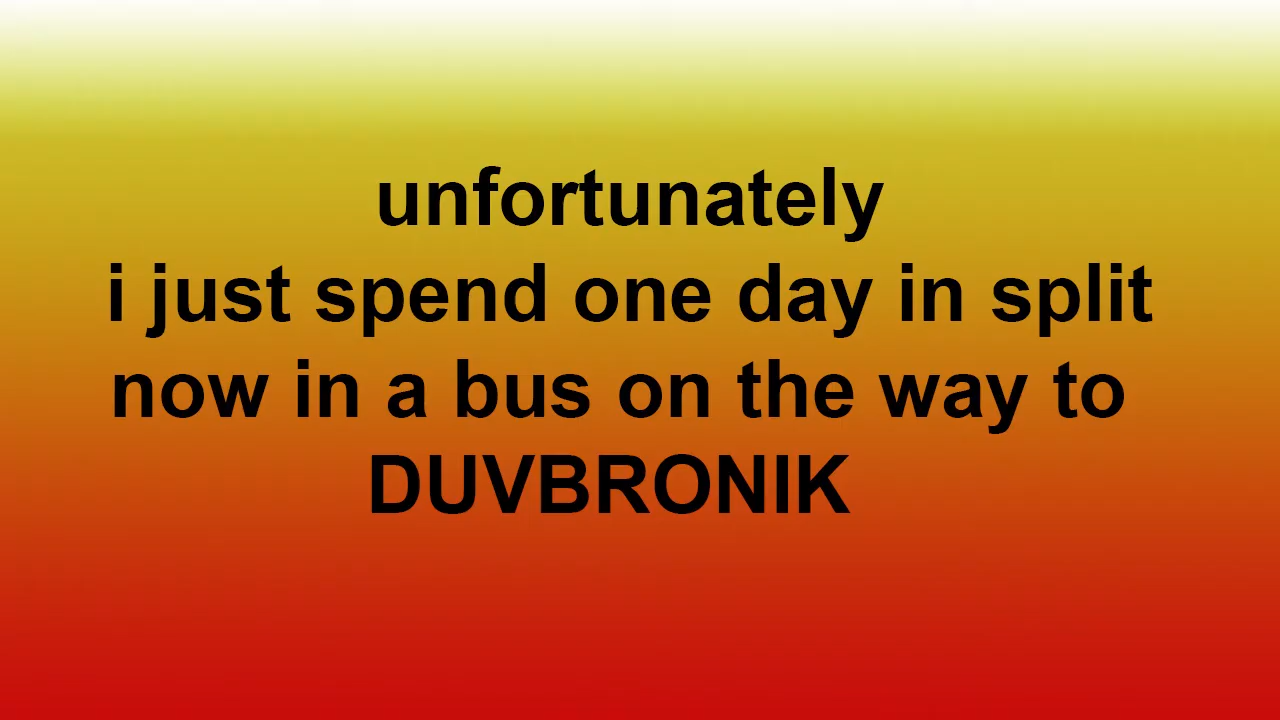 unfortunately
i just spend one day in split
now in a bus on the way to
DUVBRONIK